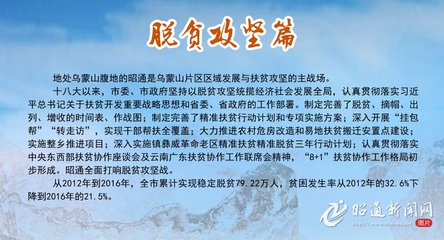 脱贫攻坚篇
地处乌蒙山腹地的昭通是乌蒙山片区区域发展与扶贫攻坚的主战场。
十八大以来，市委、市政府坚持以脱贫攻坚统揽经济社会发展全局，认真贯彻落实习近
平总书记关于扶贫开发重要战略思想和省委、省政府的工作部署。制定完善了脱贫、摘帽、出
列、增收的时间表、作战图；制定完善了精准扶贫行动计划和专项实施方案；深入开展“挂包
帮”“转走访”，实现干部帮扶全覆盖；大力推进农村危房改造和易地扶贫搬迁安置点建设；
实施整乡推进项目；深入实施镇彝威革命老区精准扶贫精准脱贫三年行动计划；认真贯彻落实
中央东西部扶贫协作座谈会及云南广东扶贫协作工作联席会精神，“8+1”扶贫协作工作格局初
步形成。昭通全面打响脱贫攻坚战。
从2012年到2016年，全市累计实现稳定脱贫79.22万人，贫困发生率从2012年的32.6%下
降到2016年的21.5%。
昭通新闻网
图片